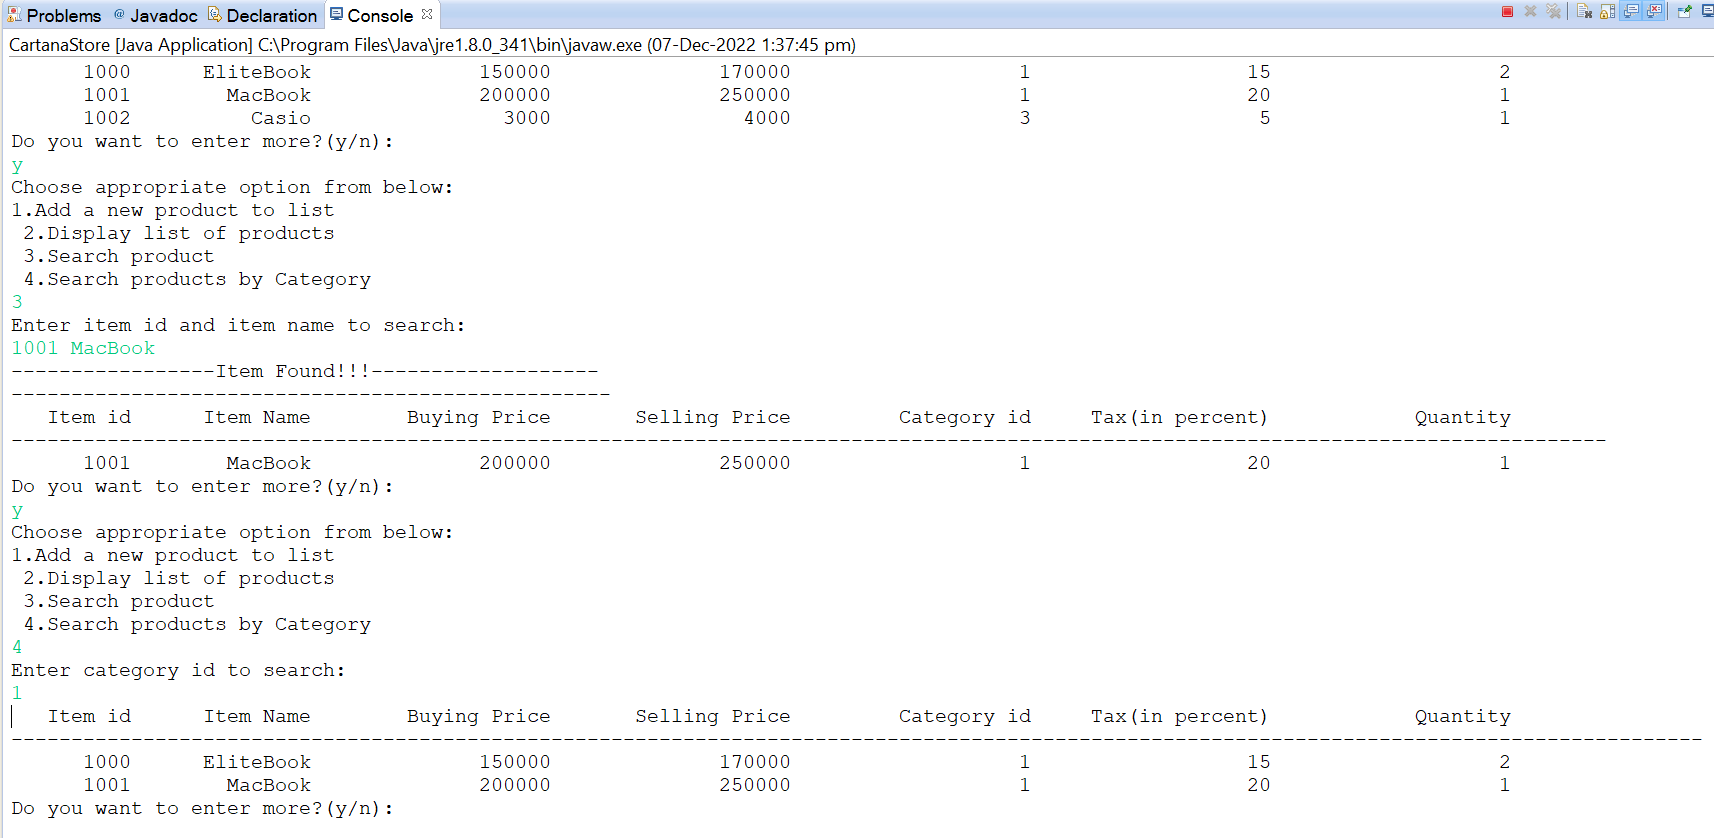 Problems @ Javadoc Declaration Console
CartanaStore [Java Application] C:\Program Files\Java\jre1.8.0_341\bin\javaw.exe (07-Dec-2022 1:37:45 pm)
1000 EliteBook 150000 170000 1 15 2
1001 MacBook 200000 250000 1 20 1
1002 Casio 3000 4000 3 5 1
Do you want to enter more?(y/n):
y
Choose appropriate option from below:
1.Add a new product to list
2.Display list of products
3.Search product
4.Search products by Category
3
Enter item id and item name to search:
1001 MacBook
-----------------Item Found!!!-------------------
--------------------------------------------------
Item id Item Name Buying Price Selling Price Category id Tax(in percent) Quantity
-------------------------------------------------------------------------------------------------------------------------------------
1001 MacBook 200000 250000 1 20 1
Do you want to enter more?(y/n):
y
Choose appropriate option from below:
1.Add a new product to list
2.Display list of products
3.Search product
4.Search products by Category
4
Enter category id to search:
1
Item id Item Name Buying Price Selling Price Category id Tax(in percent) Quantity
---------------------------------------------------------------------------------------------------------------------------------------------
1000 EliteBook 150000 170000 1 15 2
1001 MacBook 200000 250000 1 20 1
Do you want to enter more?(y/n):